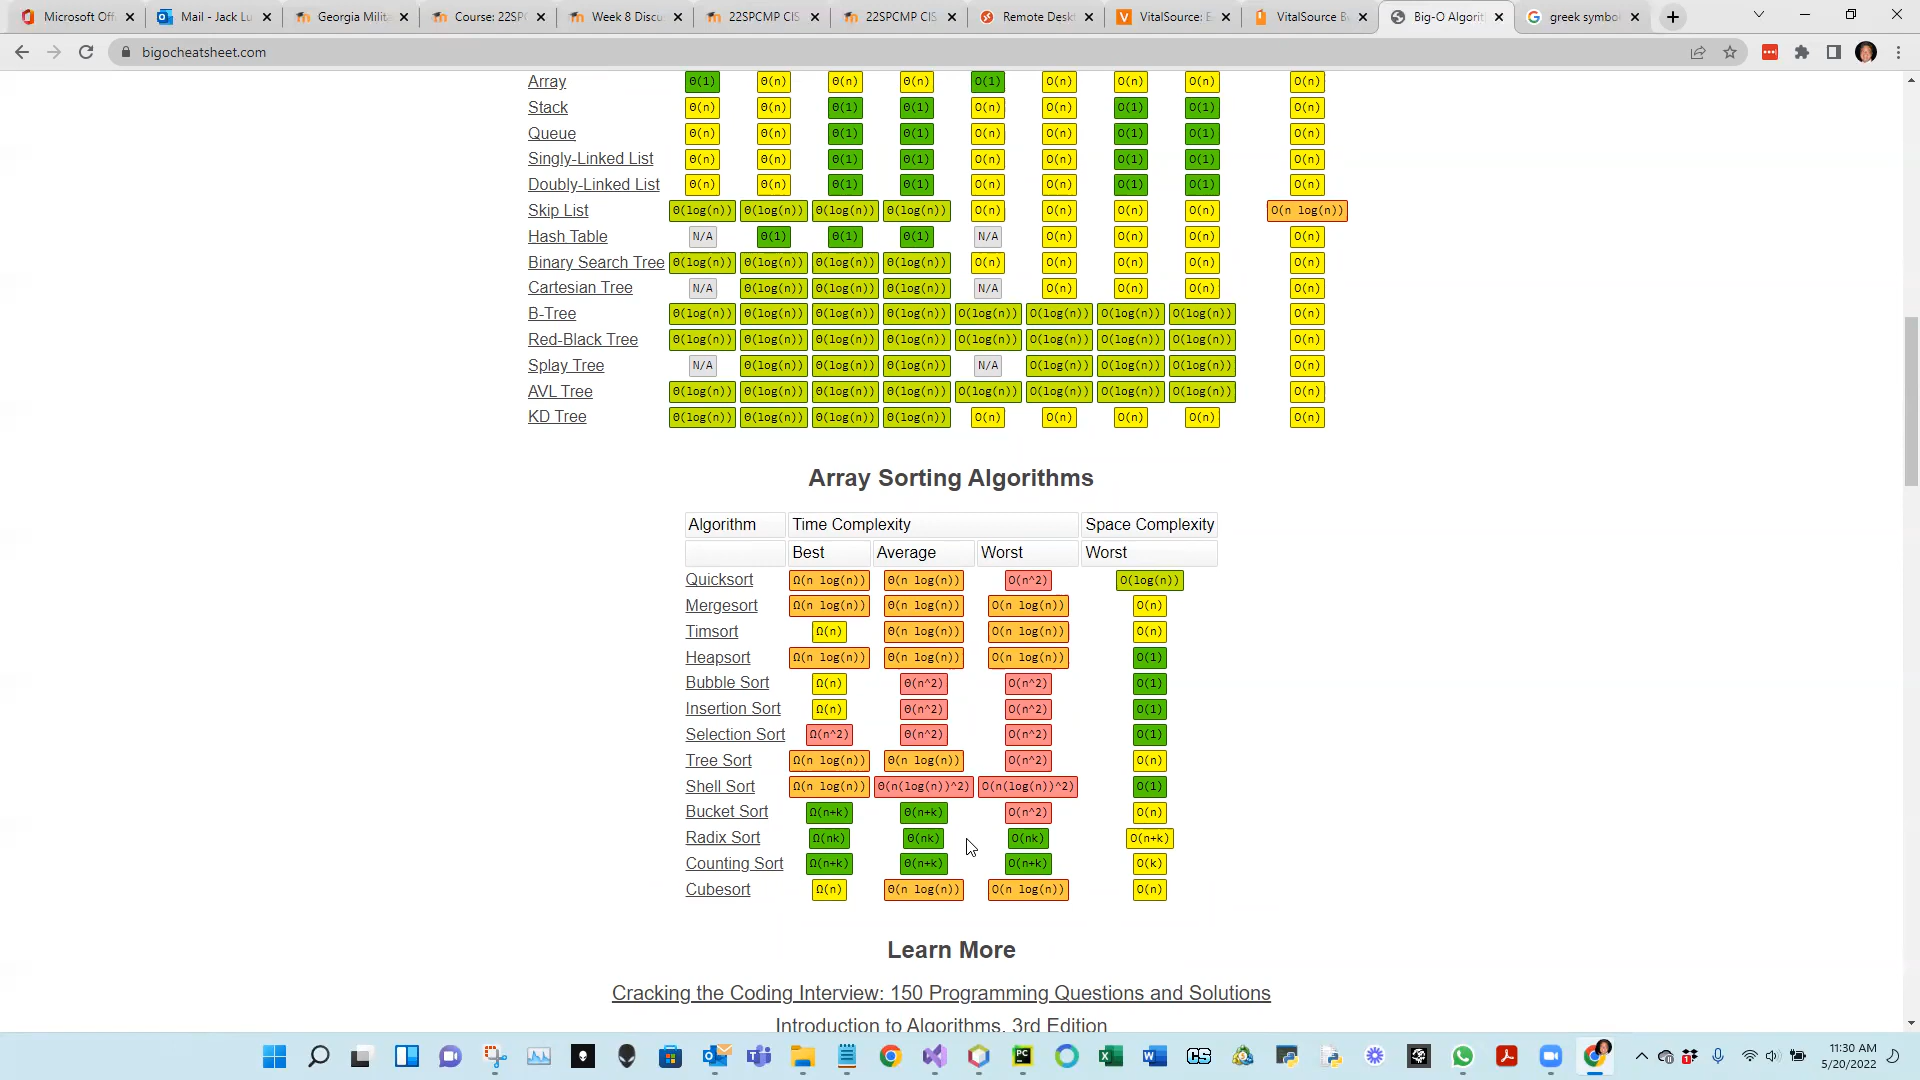 Microsoft Off Mail - Jack Lu Georgia Milita Course: 22SP Week 8 Discu 22SPCMP CIS 22SPCMP CIS Remote Desk VitalSource: E VitalSource B Big-O Algorit greek symbo
bigocheatsheet.com
Array Θ(1) Θ(n) Θ(n) Θ(n) O(1) O(n) O(n) O(n) O(n)
Stack Θ(n) Θ(n) Θ(1) Θ(1) O(n) O(n) O(1) O(1) O(n)
Queue Θ(n) Θ(n) Θ(1) Θ(1) O(n) O(n) O(1) O(1) O(n)
Singly-Linked List Θ(n) Θ(n) Θ(1) Θ(1) O(n) O(n) O(1) O(1) O(n)
Doubly-Linked List Θ(n) Θ(n) Θ(1) Θ(1) O(n) O(n) O(1) O(1) O(n)
Skip List Θ(log(n)) Θ(log(n)) Θ(log(n)) Θ(log(n)) O(n) O(n) O(n) O(n) O(n log(n))
Hash Table N/A Θ(1) Θ(1) Θ(1) N/A O(n) O(n) O(n) O(n)
Binary Search Tree Θ(log(n)) Θ(log(n)) Θ(log(n)) Θ(log(n)) O(n) O(n) O(n) O(n) O(n)
Cartesian Tree N/A Θ(log(n)) Θ(log(n)) Θ(log(n)) N/A O(n) O(n) O(n) O(n)
B-Tree Θ(log(n)) Θ(log(n)) Θ(log(n)) Θ(log(n)) O(log(n)) O(log(n)) O(log(n)) O(log(n)) O(n)
Red-Black Tree Θ(log(n)) Θ(log(n)) Θ(log(n)) Θ(log(n)) O(log(n)) O(log(n)) O(log(n)) O(log(n)) O(n)
Splay Tree N/A Θ(log(n)) Θ(log(n)) Θ(log(n)) N/A O(log(n)) O(log(n)) O(log(n)) O(n)
AVL Tree Θ(log(n)) Θ(log(n)) Θ(log(n)) Θ(log(n)) O(log(n)) O(log(n)) O(log(n)) O(log(n)) O(n)
KD Tree Θ(log(n)) Θ(log(n)) Θ(log(n)) Θ(log(n)) O(n) O(n) O(n) O(n) O(n)
Array Sorting Algorithms
Algorithm Time Complexity Space Complexity
Best Average Worst Worst
Quicksort Ω(n log(n)) Θ(n log(n)) O(n^2) O(log(n))
Mergesort Ω(n log(n)) Θ(n log(n)) O(n log(n)) O(n)
Timsort Ω(n) Θ(n log(n)) O(n log(n)) O(n)
Heapsort Ω(n log(n)) Θ(n log(n)) O(n log(n)) O(1)
Bubble Sort Ω(n) Θ(n^2) O(n^2) O(1)
Insertion Sort Ω(n) Θ(n^2) O(n^2) O(1)
Selection Sort Ω(n^2) Θ(n^2) O(n^2) O(1)
Tree Sort Ω(n log(n)) Θ(n log(n)) O(n^2) O(n)
Shell Sort Ω(n log(n)) Θ(n(log(n))^2) O(n(log(n))^2) O(1)
Bucket Sort Ω(n+k) Θ(n+k) O(n^2) O(n)
Radix Sort Ω(nk) Θ(nk) O(nk) O(n+k)
Counting Sort Ω(n+k) Θ(n+k) O(n+k) O(k)
Cubesort Ω(n) Θ(n log(n)) O(n log(n)) O(n)
Learn More
Cracking the Coding Interview: 150 Programming Questions and Solutions
Introduction to Algorithms, 3rd Edition
11:30 AM
5/20/2022